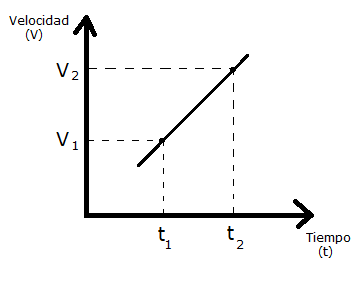 Velocidad
(V)
V2
V1
t1
t2
Tiempo
(t)